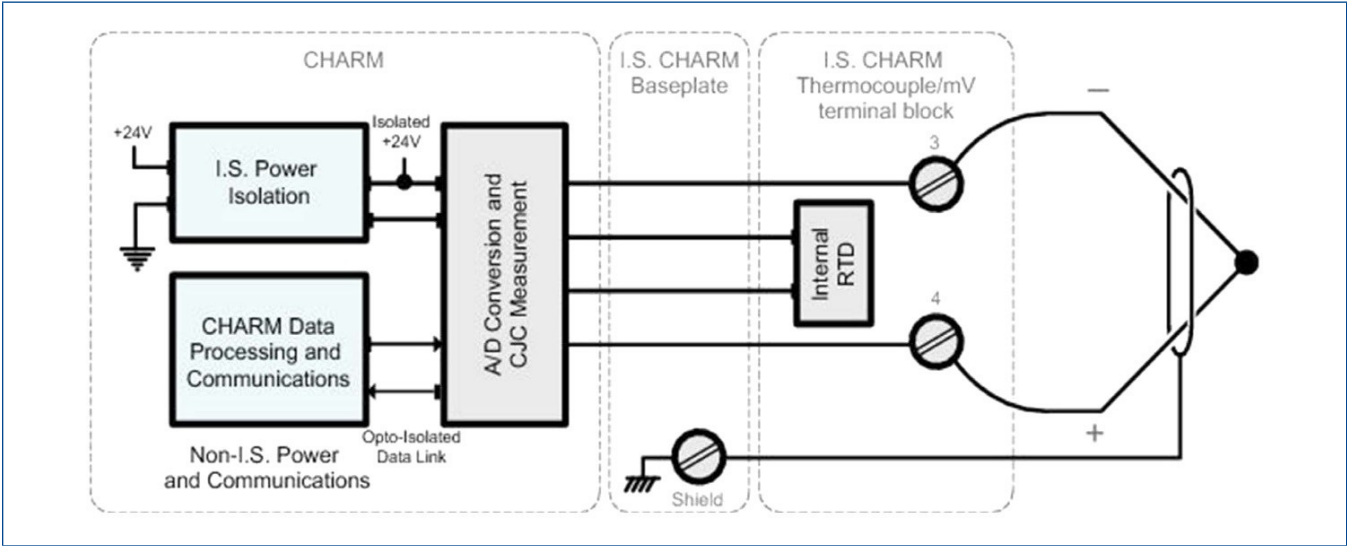 CHARM
I.S. CHARM
Baseplate
I.S. CHARM
Thermocouple/mV
terminal block
+24V
I.S. Power
Isolation
Isolated
+24V
A/D Conversion and
CJC Measurement
3
−
Internal
RTD
CHARM Data
Processing and
Communications
4
+
Opto-Isolated
Data Link
Non-I.S. Power
and Communications
Shield